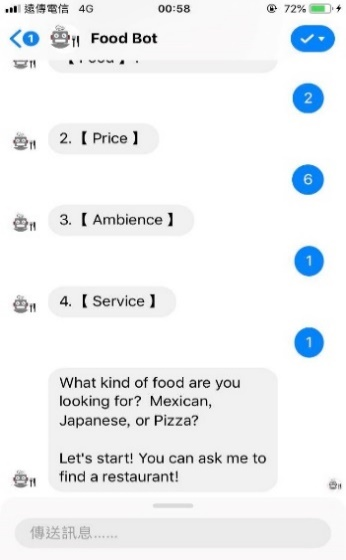 遠傳電信 4G 00:58 72%
1 Food Bot
2
2.【 Price 】
6
3.【 Ambience 】
1
4.【 Service 】
1
What kind of food are you
looking for? Mexican,
Japanese, or Pizza?
Let's start! You can ask me to
find a restaurant!
傳送訊息......